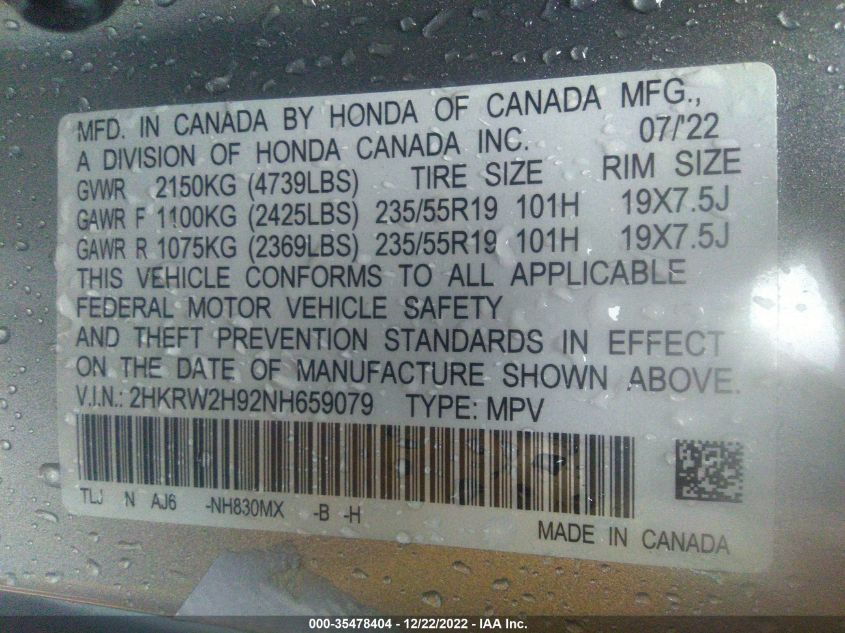 MFD. IN CANADA BY HONDA OF CANADA MFG.,
A DIVISION OF HONDA CANADA INC. 07/'22
GVWR 2150KG (4739LBS) TIRE SIZE RIM SIZE
GAWR F 1100KG (2425LBS) 235/55R19 101H 19X7.5J
GAWR R 1075KG (2369LBS) 235/55R19 101H 19X7.5J
THIS VEHICLE CONFORMS TO ALL APPLICABLE
FEDERAL MOTOR VEHICLE SAFETY
AND THEFT PREVENTION STANDARDS IN EFFECT
ON THE DATE OF MANUFACTURE SHOWN ABOVE.
V.I.N.: 2HKRW2H92NH659079 TYPE: MPV
TLJ N AJ6 -NH830MX -B -H
MADE IN CANADA
000-35478404 - 12/22/2022 - IAA Inc.